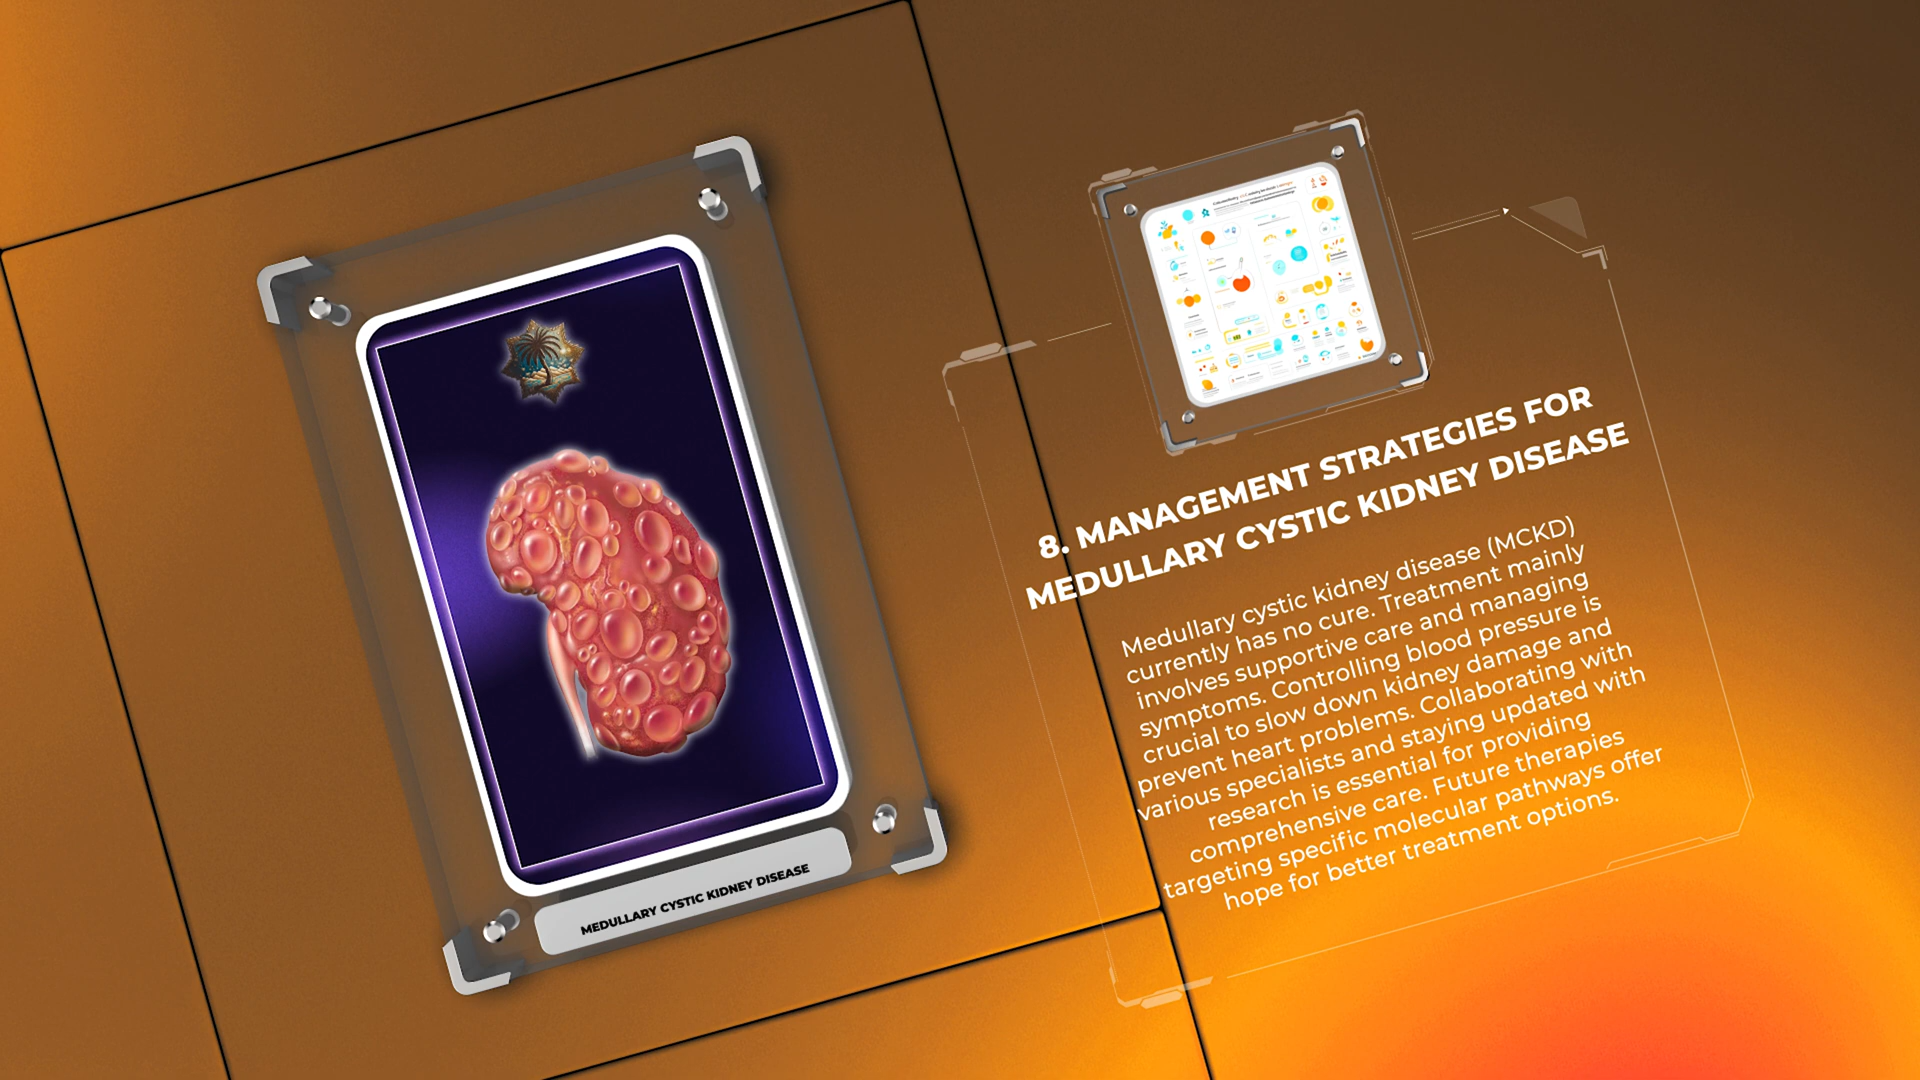 MEDULLARY CYSTIC KIDNEY DISEASE
8. MANAGEMENT STRATEGIES FOR
MEDULLARY CYSTIC KIDNEY DISEASE
Medullary cystic kidney disease (MCKD)
currently has no cure. Treatment mainly
involves supportive care and managing
symptoms. Controlling blood pressure is
crucial to slow down kidney damage and
prevent heart problems. Collaborating with
various specialists and staying updated with
research is essential for providing
comprehensive care. Future therapies
targeting specific molecular pathways offer
hope for better treatment options.